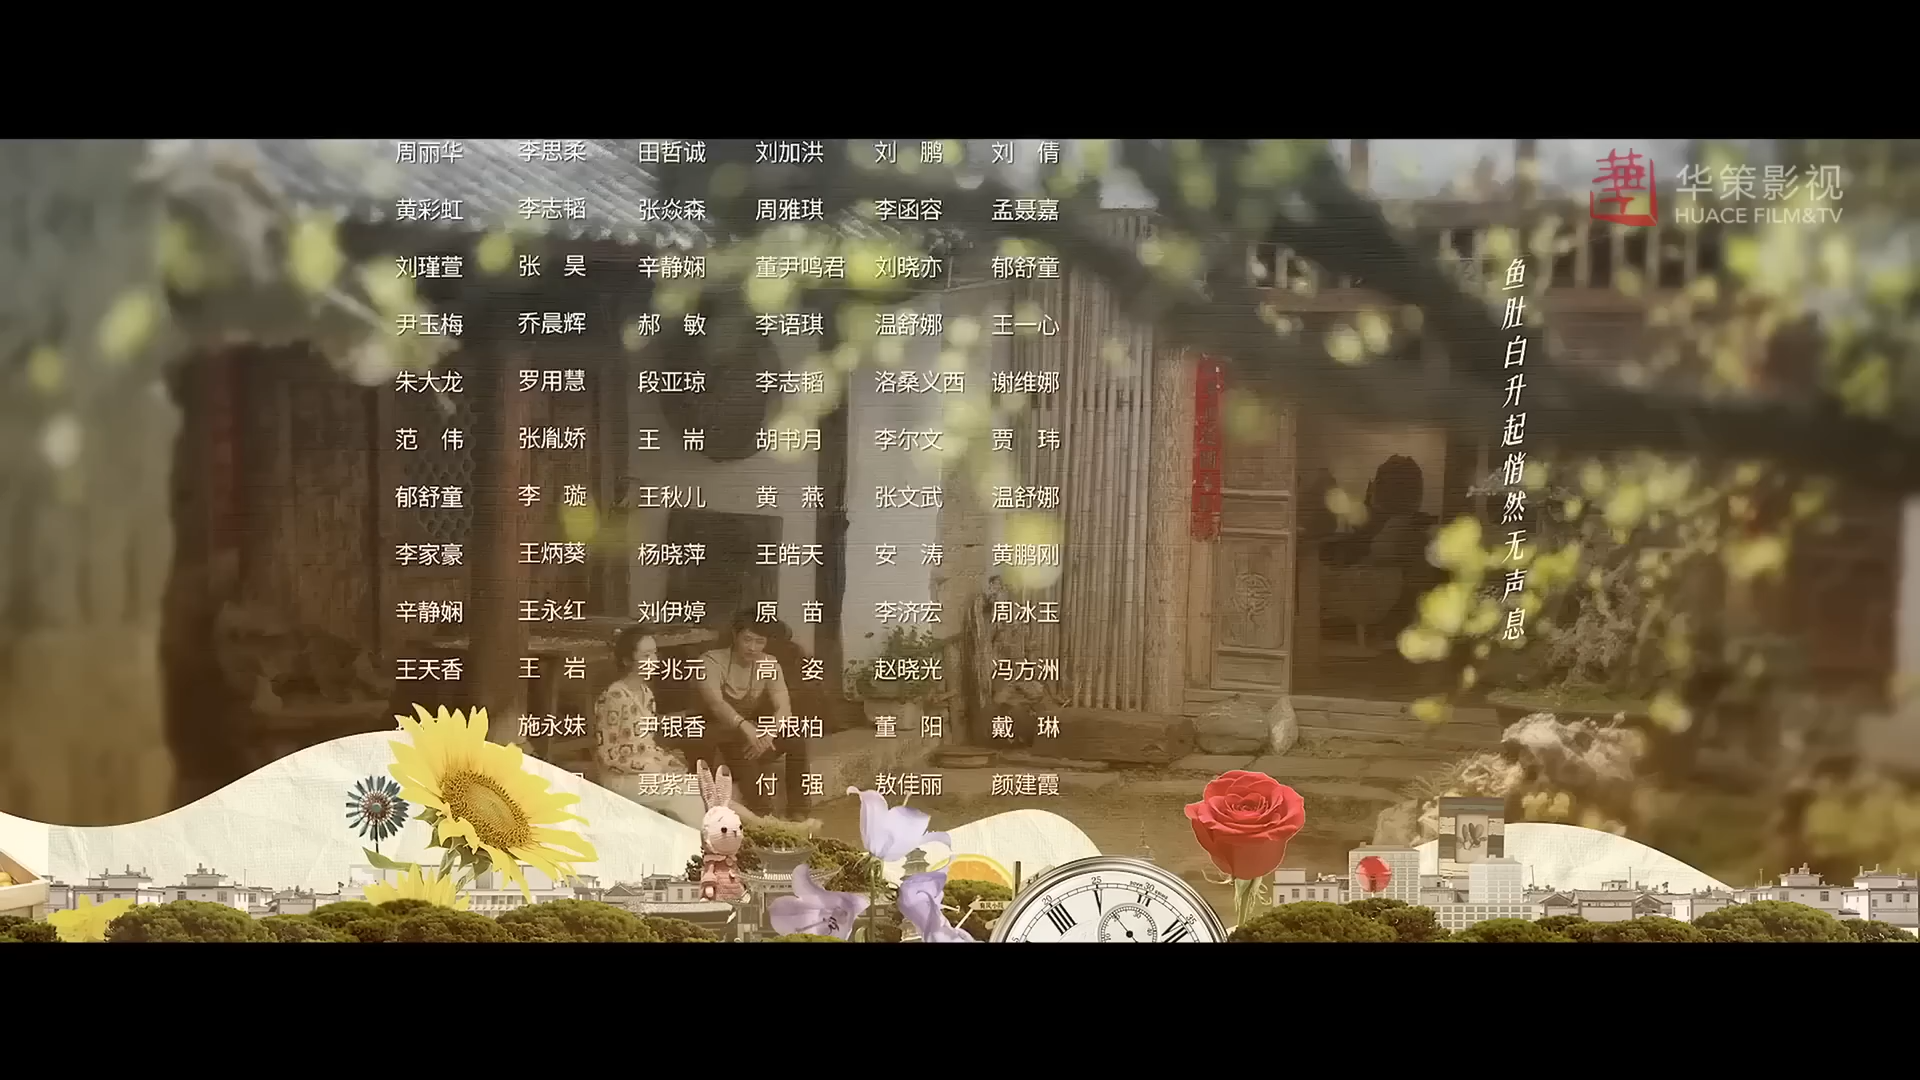 周丽华 李思柔 田哲诚 刘加洪 刘 鹏 刘 倩
黄彩虹 李志韬 张焱森 周雅琪 李函容 孟聂嘉
刘瑾萱 张 昊 辛静娴 董尹鸣君 刘晓亦 郁舒童
尹玉梅 乔晨辉 郝 敏 李语琪 温舒娜 王一心
朱大龙 罗用慧 段亚琼 李志韬 洛桑义西 谢维娜
范 伟 张胤娇 王 耑 胡书月 李尔文 贾 玮
郁舒童 李 璇 王秋儿 黄 燕 张文武 温舒娜
李家豪 王炳葵 杨晓萍 王皓天 安 涛 黄鹏刚
辛静娴 王永红 刘伊婷 原 苗 李济宏 周冰玉
王天香 王 岩 李兆元 高 姿 赵晓光 冯方洲
施永妹 尹银香 吴根柏 董 阳 戴 琳
聂紫萱 付 强 敖佳丽 颜建霞
華
华策影视
HUACE FILM&TV
鱼肚白升起悄然无声息